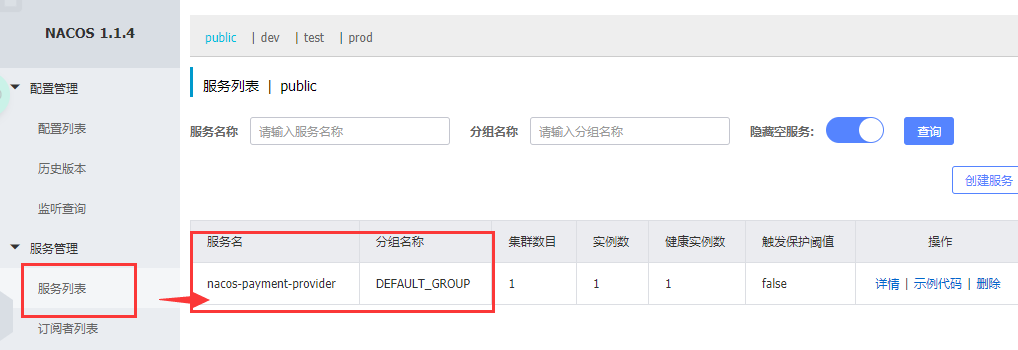 NACOS 1.1.4
配置管理
配置列表
历史版本
监听查询
服务管理
服务列表
订阅者列表
public | dev | test | prod
服务列表 | public
服务名称 请输入服务名称 分组名称 请输入分组名称 隐藏空服务: 查询
创建服务
服务名 分组名称 集群数目 实例数 健康实例数 触发保护阈值 操作
nacos-payment-provider DEFAULT_GROUP 1 1 1 false 详情 | 示例代码 | 删除